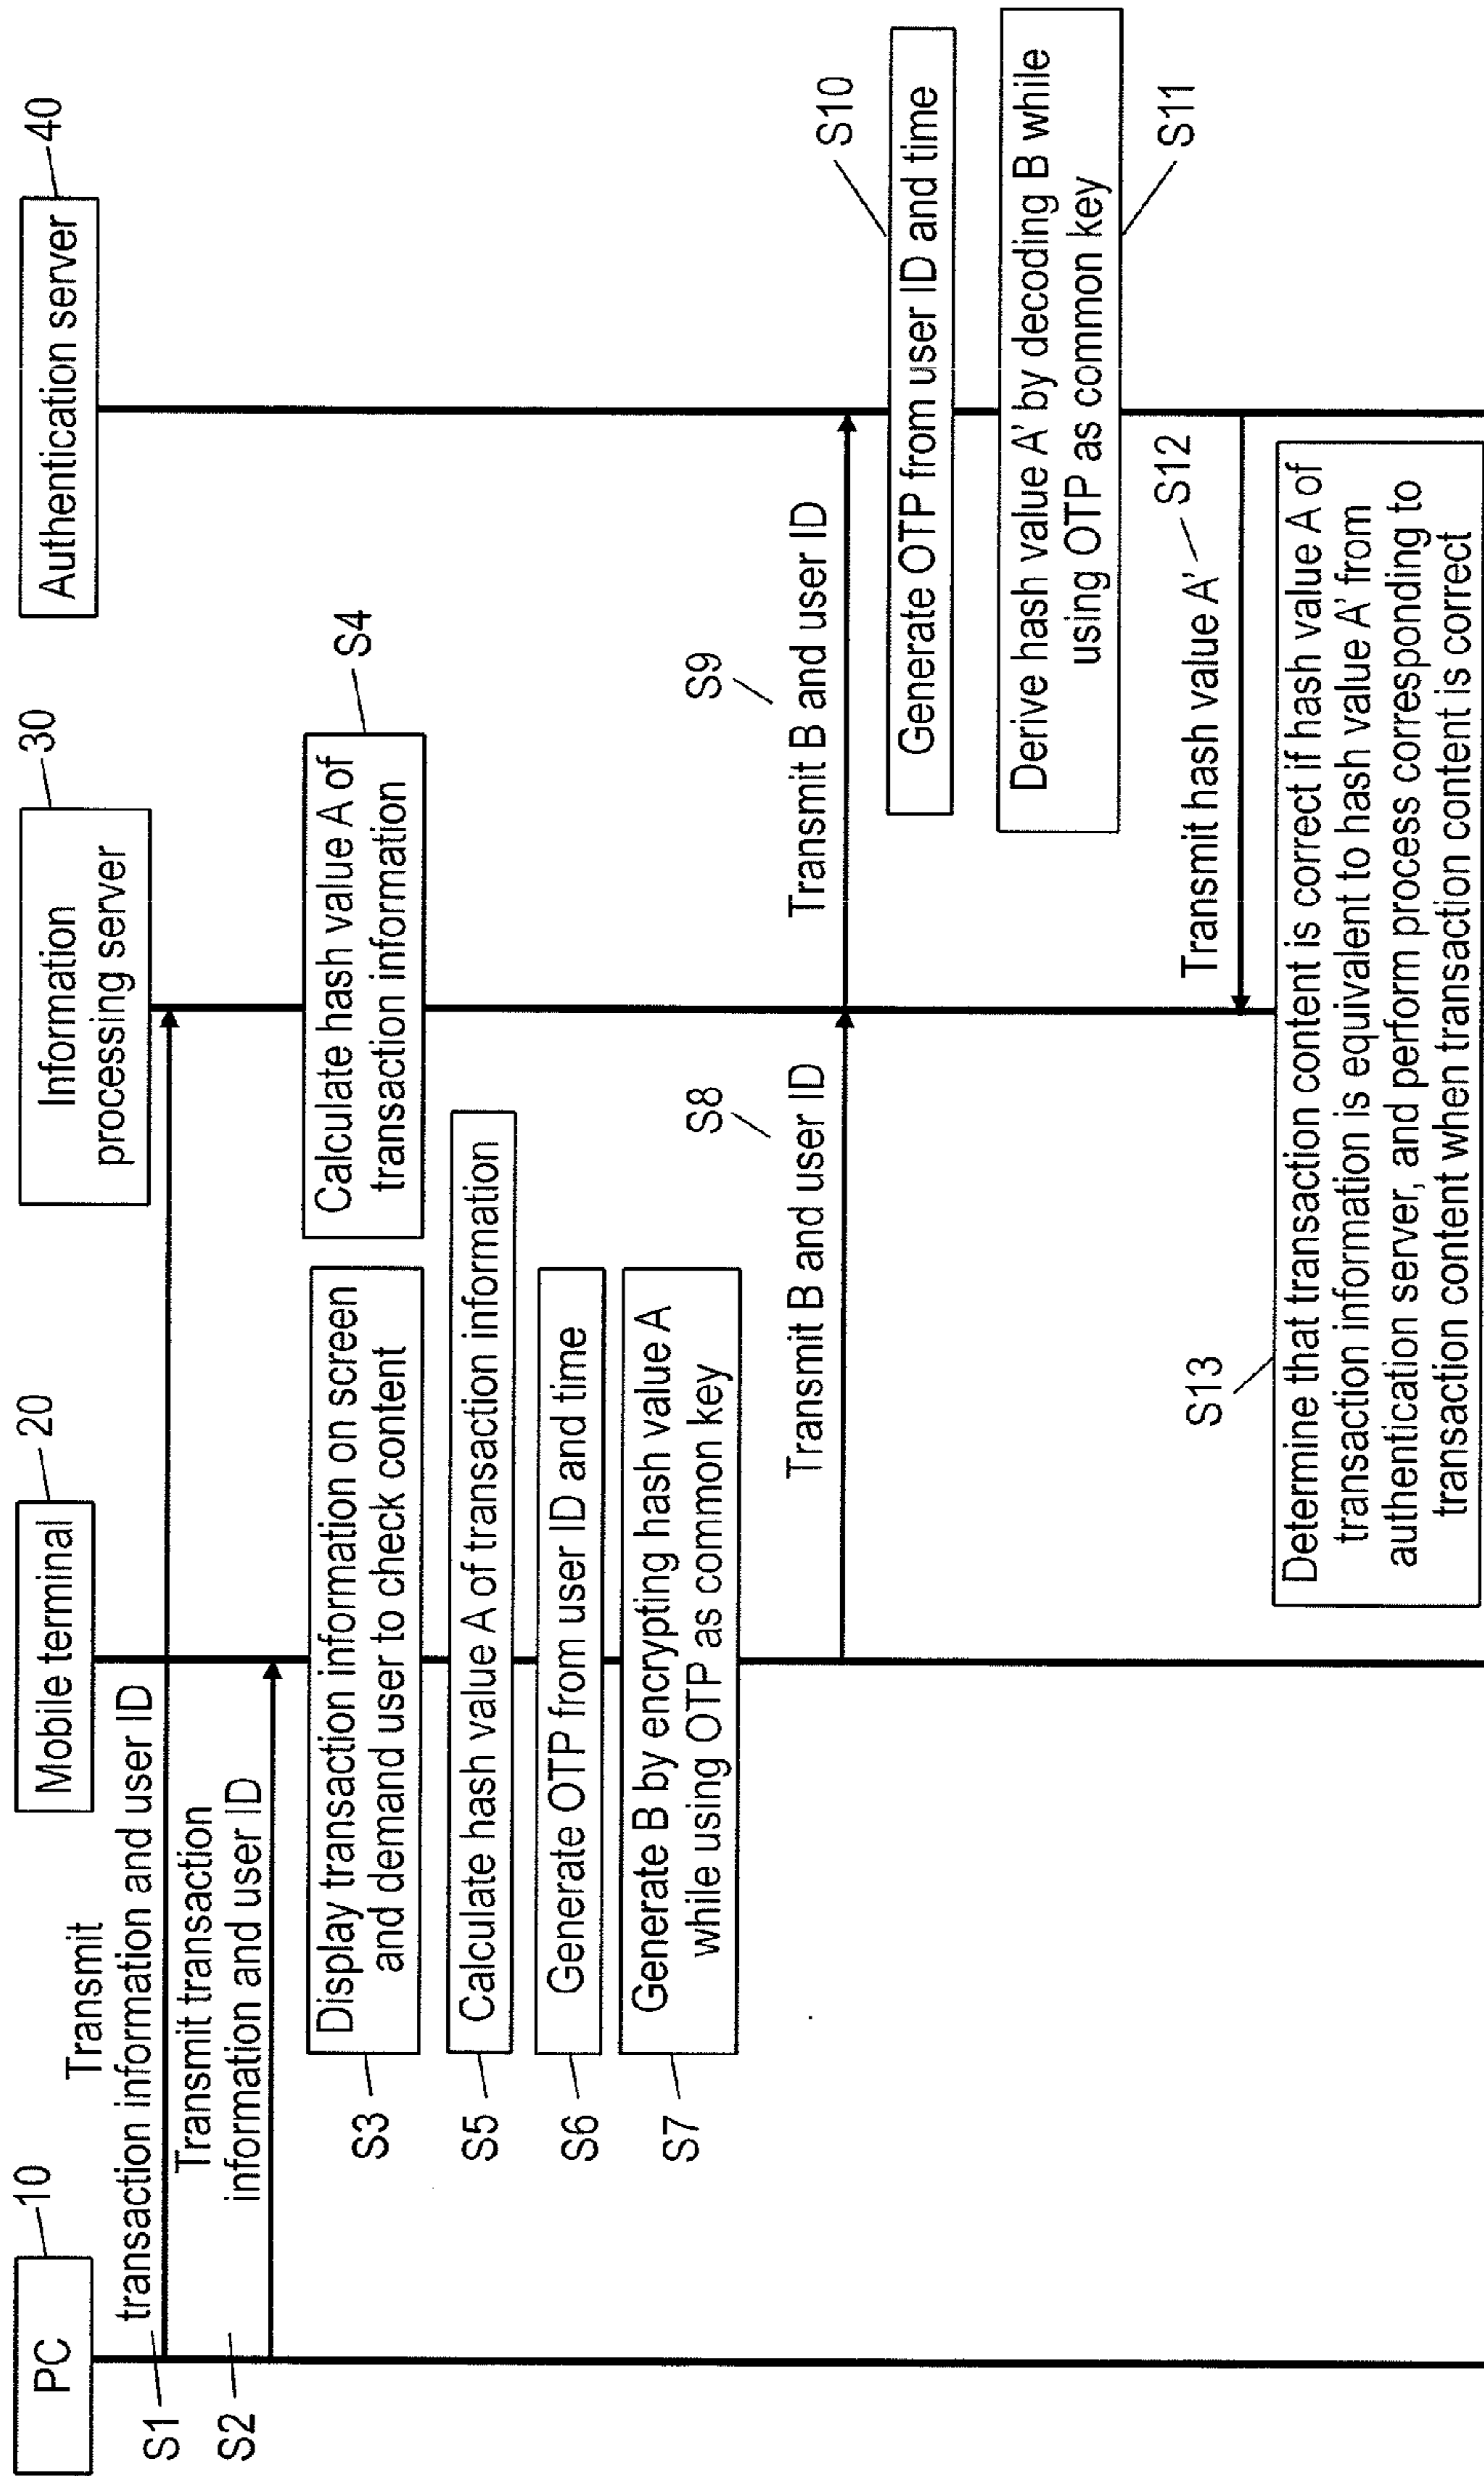 PC
10
Mobile terminal
20
Information
processing server
30
Authentication server
40
S1
Transmit
transaction information and user ID
S2
Transmit transaction
information and user ID
S3
Display transaction information on screen
and demand user to check content
Calculate hash value A of
transaction information
S4
S5
Calculate hash value A of transaction information
S6
Generate OTP from user ID and time
S7
Generate B by encrypting hash value A
while using OTP as common key
S8
Transmit B and user ID
S9
Transmit B and user ID
S10
Generate OTP from user ID and time
Derive hash value A' by decoding B while
using OTP as common key
S11
Transmit hash value A'
S12
S13
Determine that transaction content is correct if hash value A of
transaction information is equivalent to hash value A' from
authentication server, and perform process corresponding to
transaction content when transaction content is correct